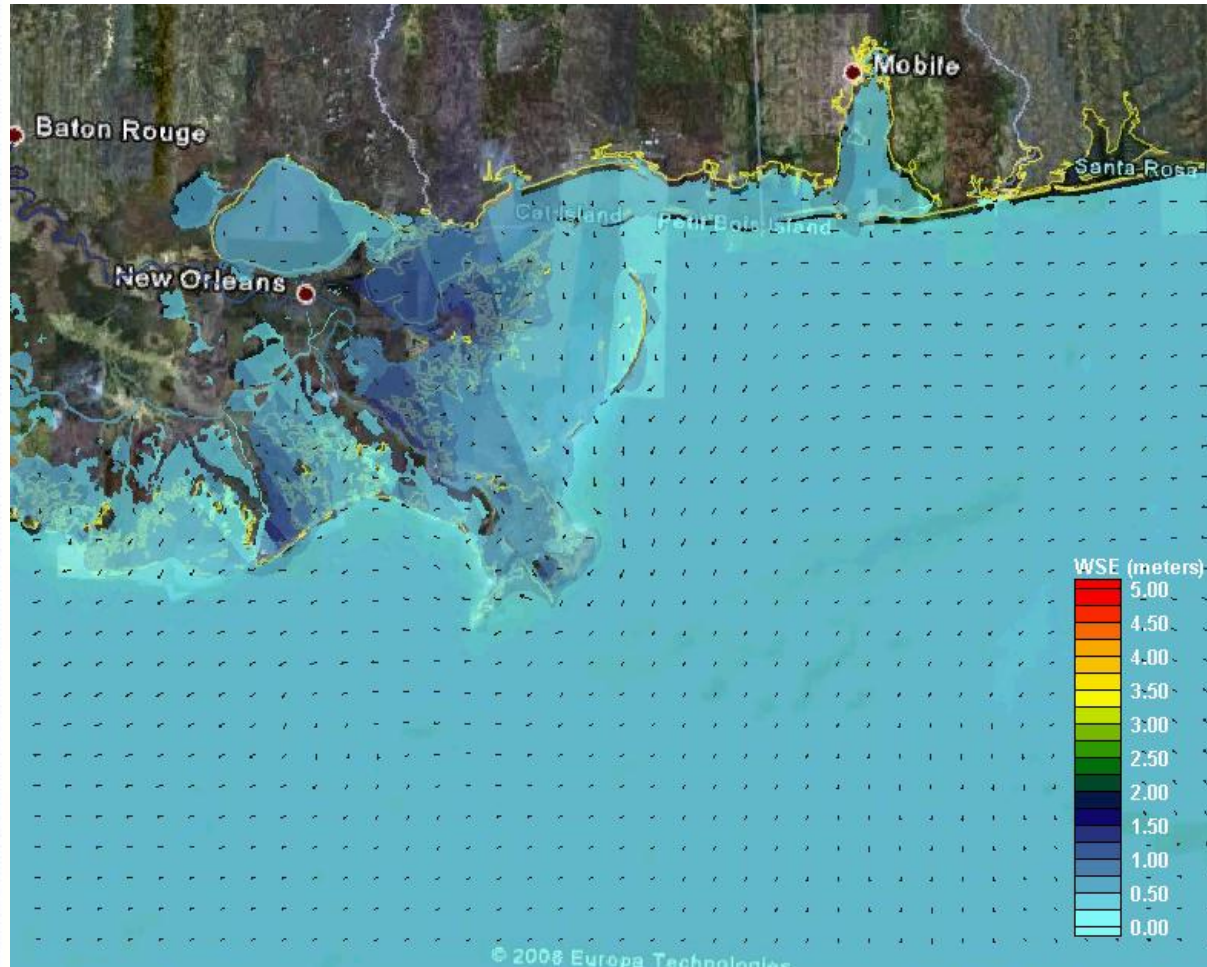 Mobile
Baton Rouge
Santa Rosa
Cat Island
Petit Bois Island
New Orleans
WSE (meters)
5.00
4.50
4.00
3.50
3.00
2.50
2.00
1.50
1.00
0.50
0.00
© 2008 Europa Technologies